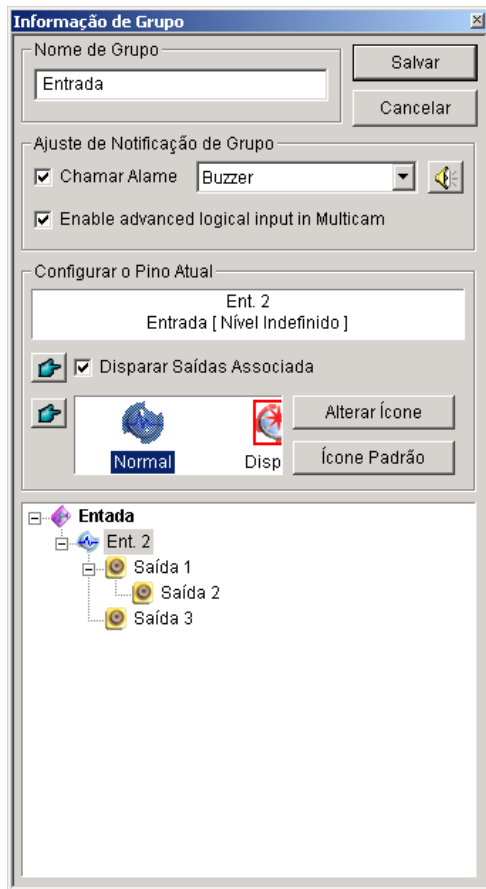 Informação de Grupo
Nome de Grupo
Entrada
Salvar
Cancelar
Ajuste de Notificação de Grupo
Chamar Alame
Buzzer
Enable advanced logical input in Multicam
Configurar o Pino Atual
Ent. 2
Entrada [ Nível Indefinido ]
Disparar Saídas Associada
Normal
Disp
Alterar Ícone
Ícone Padrão
Entada
Ent. 2
Saída 1
Saída 2
Saída 3